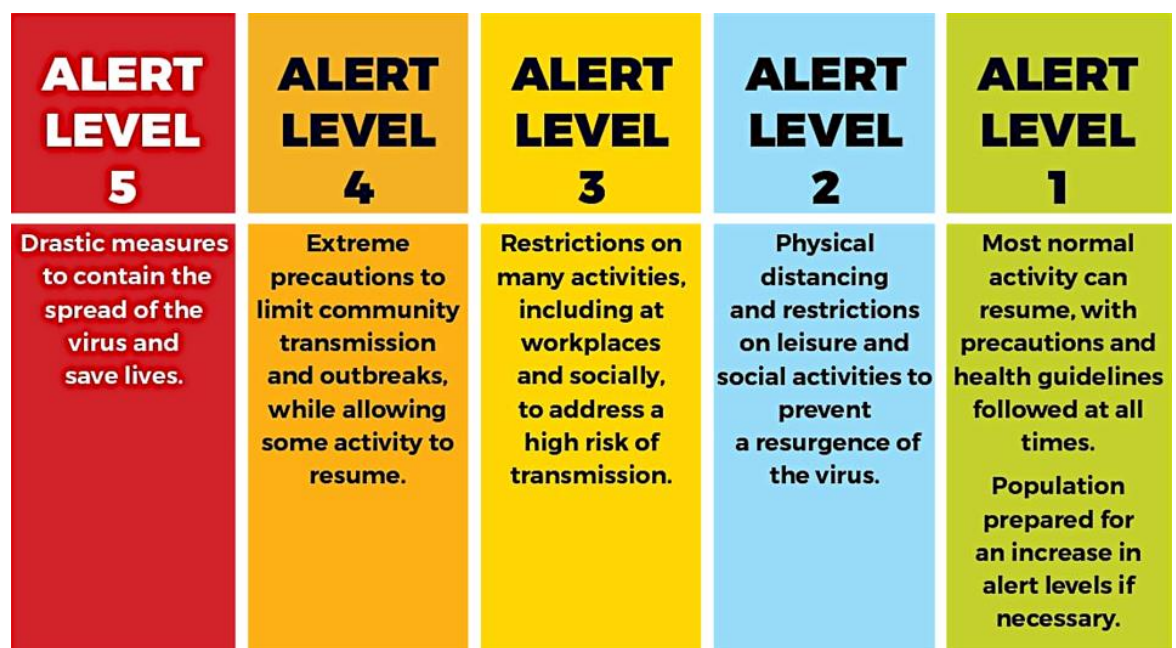 ALERT
LEVEL
5
Drastic measures
to contain the
spread of the
virus and
save lives.
ALERT
LEVEL
4
Extreme
precautions to
limit community
transmission
and outbreaks,
while allowing
some activity to
resume.
ALERT
LEVEL
3
Restrictions on
many activities,
including at
workplaces
and socially,
to address a
high risk of
transmission.
ALERT
LEVEL
2
Physical
distancing
and restrictions
on leisure and
social activities to
prevent
a resurgence of
the virus.
ALERT
LEVEL
1
Most normal
activity can
resume, with
precautions and
health guidelines
followed at all
times.
Population
prepared for
an increase in
alert levels if
necessary.